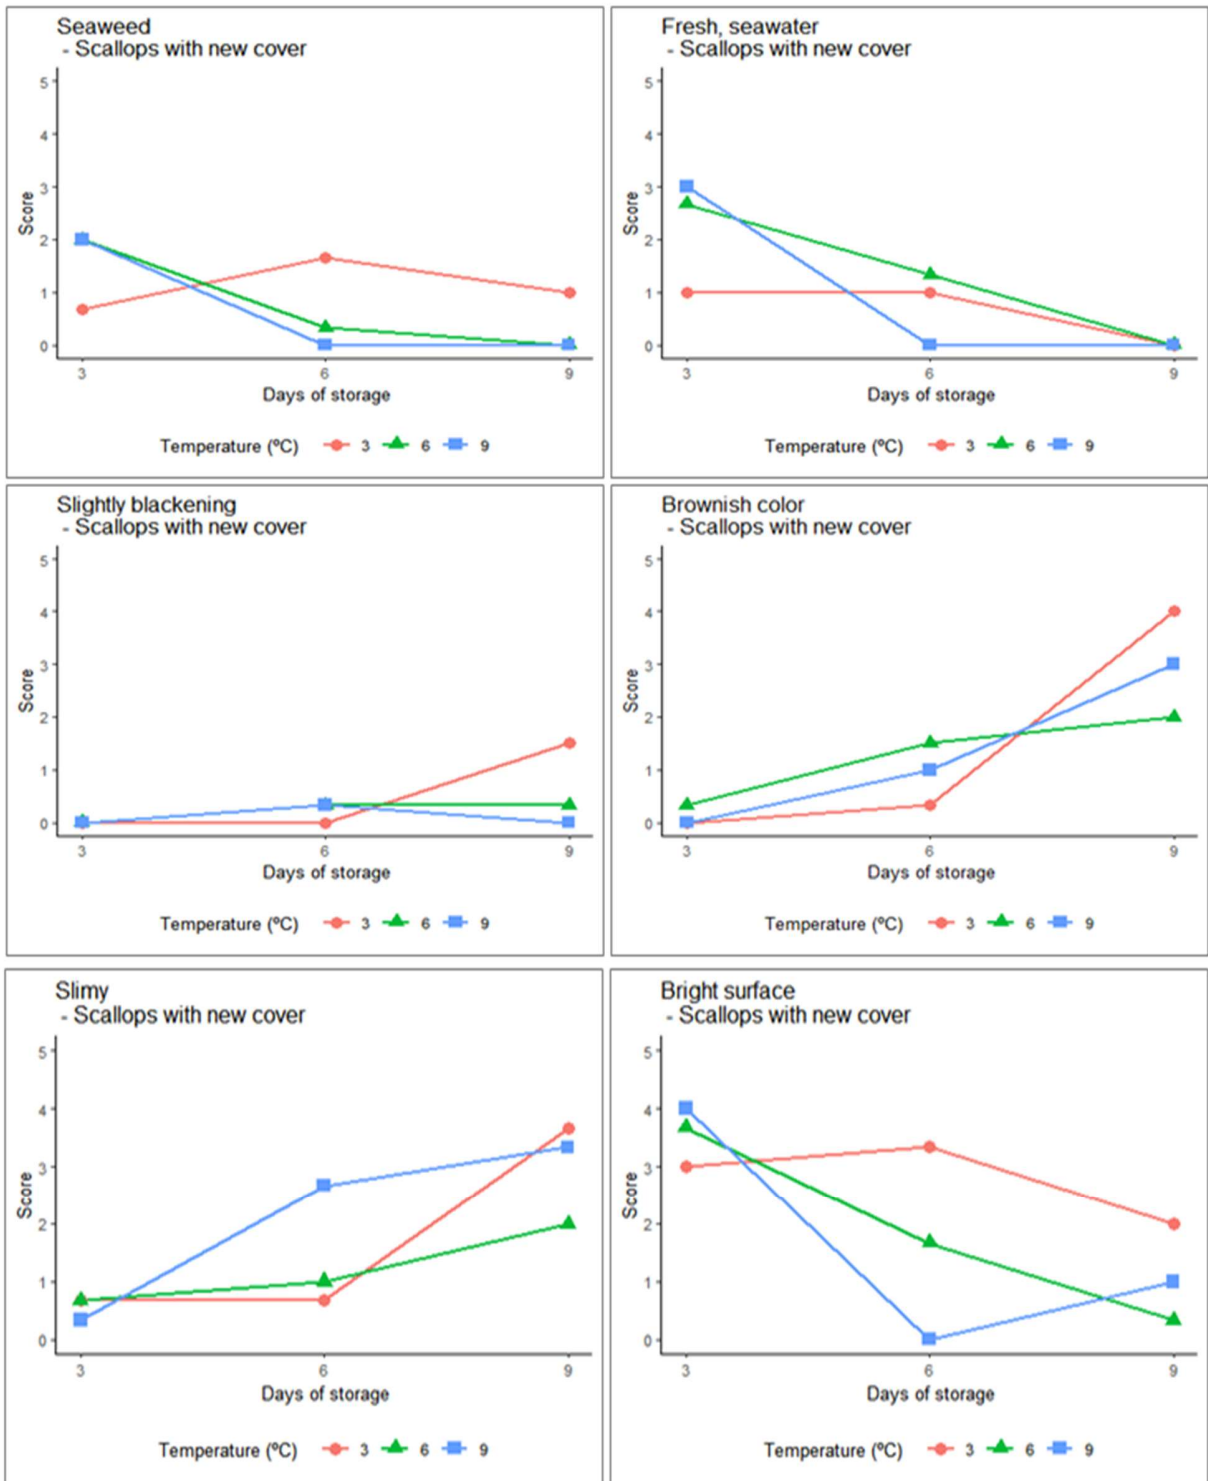 Seaweed
- Scallops with new cover
5
4
3
2
1
0
Score
3 6 9
Days of storage
Temperature (ºC) 3 6 9
Fresh, seawater
- Scallops with new cover
5
4
3
2
1
0
Score
3 6 9
Days of storage
Temperature (ºC) 3 6 9
Slightly blackening
- Scallops with new cover
5
4
3
2
1
0
Score
3 6 9
Days of storage
Temperature (ºC) 3 6 9
Brownish color
- Scallops with new cover
5
4
3
2
1
0
Score
3 6 9
Days of storage
Temperature (ºC) 3 6 9
Slimy
- Scallops with new cover
5
4
3
2
1
0
Score
3 6 9
Days of storage
Temperature (ºC) 3 6 9
Bright surface
- Scallops with new cover
5
4
3
2
1
0
Score
3 6 9
Days of storage
Temperature (ºC) 3 6 9